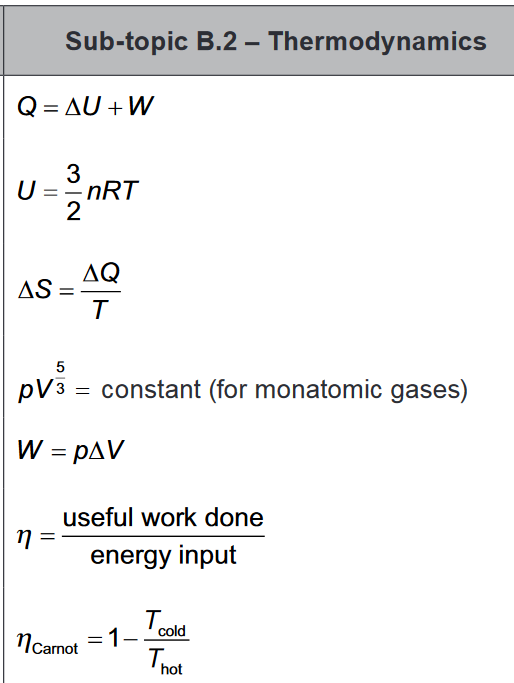 Sub-topic B.2 – Thermodynamics
Q = ΔU + W
U = 3/2 nRT
ΔS = ΔQ/T
pV^(5/3) = constant (for monatomic gases)
W = pΔV
η = useful work done/energy input
η_Carnot = 1 − T_cold/T_hot